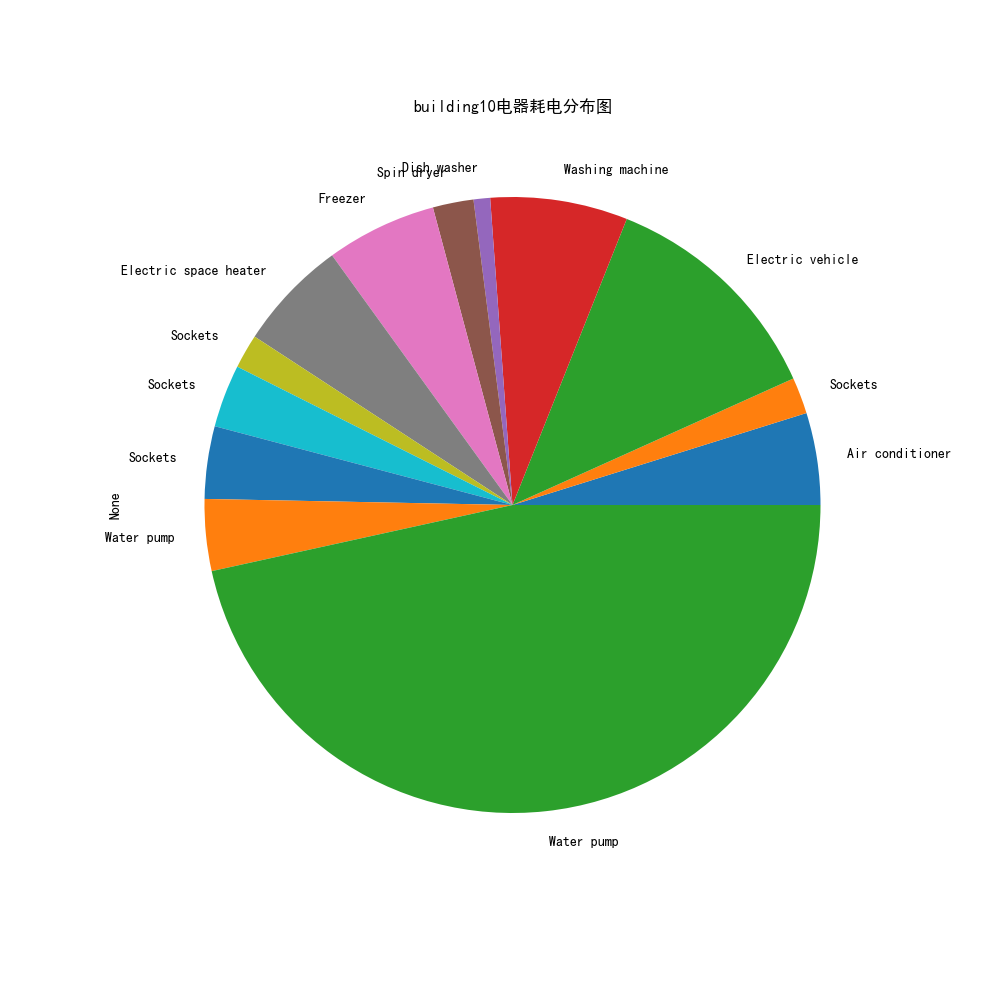 building10电器耗电分布图
Dish washer
Spin dryer
Washing machine
Freezer
Electric vehicle
Electric space heater
Sockets
Sockets
Sockets
Air conditioner
Sockets
None
Water pump
Water pump